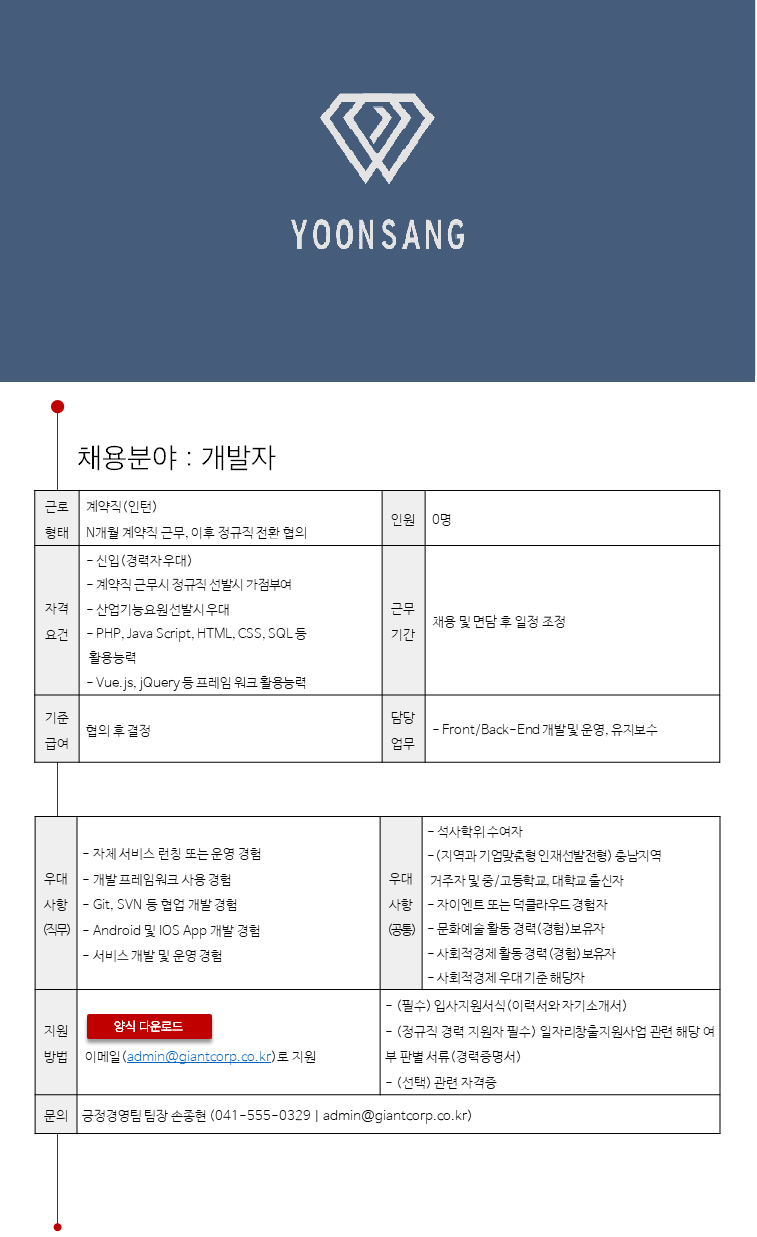 YOONSANG
채용분야 : 개발자
근로
형태
계약직(인턴)
N개월 계약직 근무, 이후 정규직 전환 협의
인원
0명
자격
요건
- 신입(경력자 우대)
- 계약직 근무시 정규직 선발시 가점부여
- 산업기능요원 선발시 우대
- PHP, Java Script, HTML, CSS, SQL 등
활용능력
- Vue.js, jQuery 등 프레임 워크 활용능력
근무
기간
채용 및 면담 후 일정 조정
기준
급여
협의 후 결정
담당
업무
- Front/Back-End 개발 및 운영, 유지보수
우대
사항
(직무)
- 자체 서비스 런칭 또는 운영 경험
- 개발 프레임워크 사용 경험
- Git, SVN 등 협업 개발 경험
- Android 및 IOS App 개발 경험
- 서비스 개발 및 운영 경험
우대
사항
(공통)
- 석사학위 수여자
- (지역과 기업맞춤형 인재선발전형) 충남지역
거주자 및 중/고등학교, 대학교 출신자
- 자이엔트 또는 덕클라우드 경험자
- 문화예술 활동 경력(경험)보유자
- 사회적경제 활동 경력(경험)보유자
- 사회적경제 우대 기준 해당자
지원
방법
양식 다운로드
이메일(admin@giantcorp.co.kr)로 지원
- (필수) 입사지원서식(이력서와 자기소개서)
- (정규직 경력 지원자 필수) 일자리창출지원사업 관련 해당 여
부 판별 서류(경력증명서)
- (선택) 관련 자격증
문의
긍정경영팀 팀장 손종현 (041-555-0329 | admin@giantcorp.co.kr)